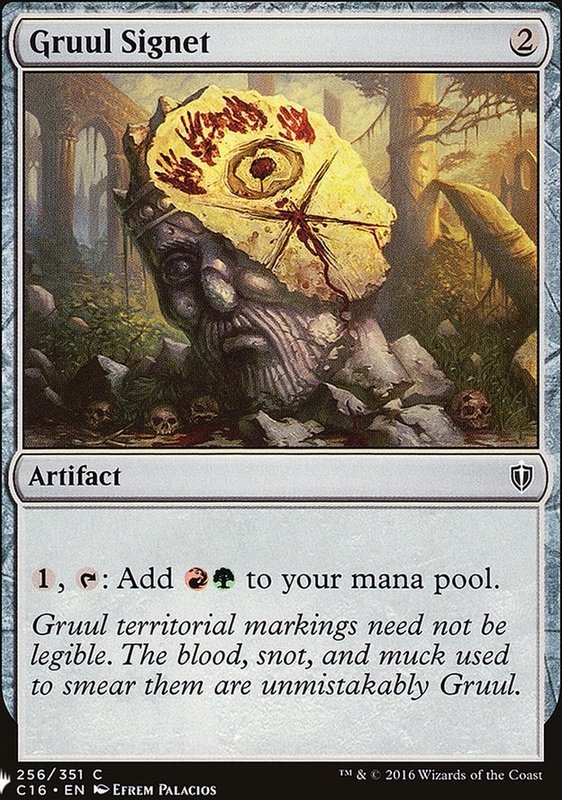 Gruul Signet 2
Artifact
1, : Add to your mana pool.
Gruul territorial markings need not be
legible. The blood, snot, and muck used
to smear them are unmistakably Gruul.
256/351 C
C16 • EN Efrem Palacios
™ & © 2016 Wizards of the Coast